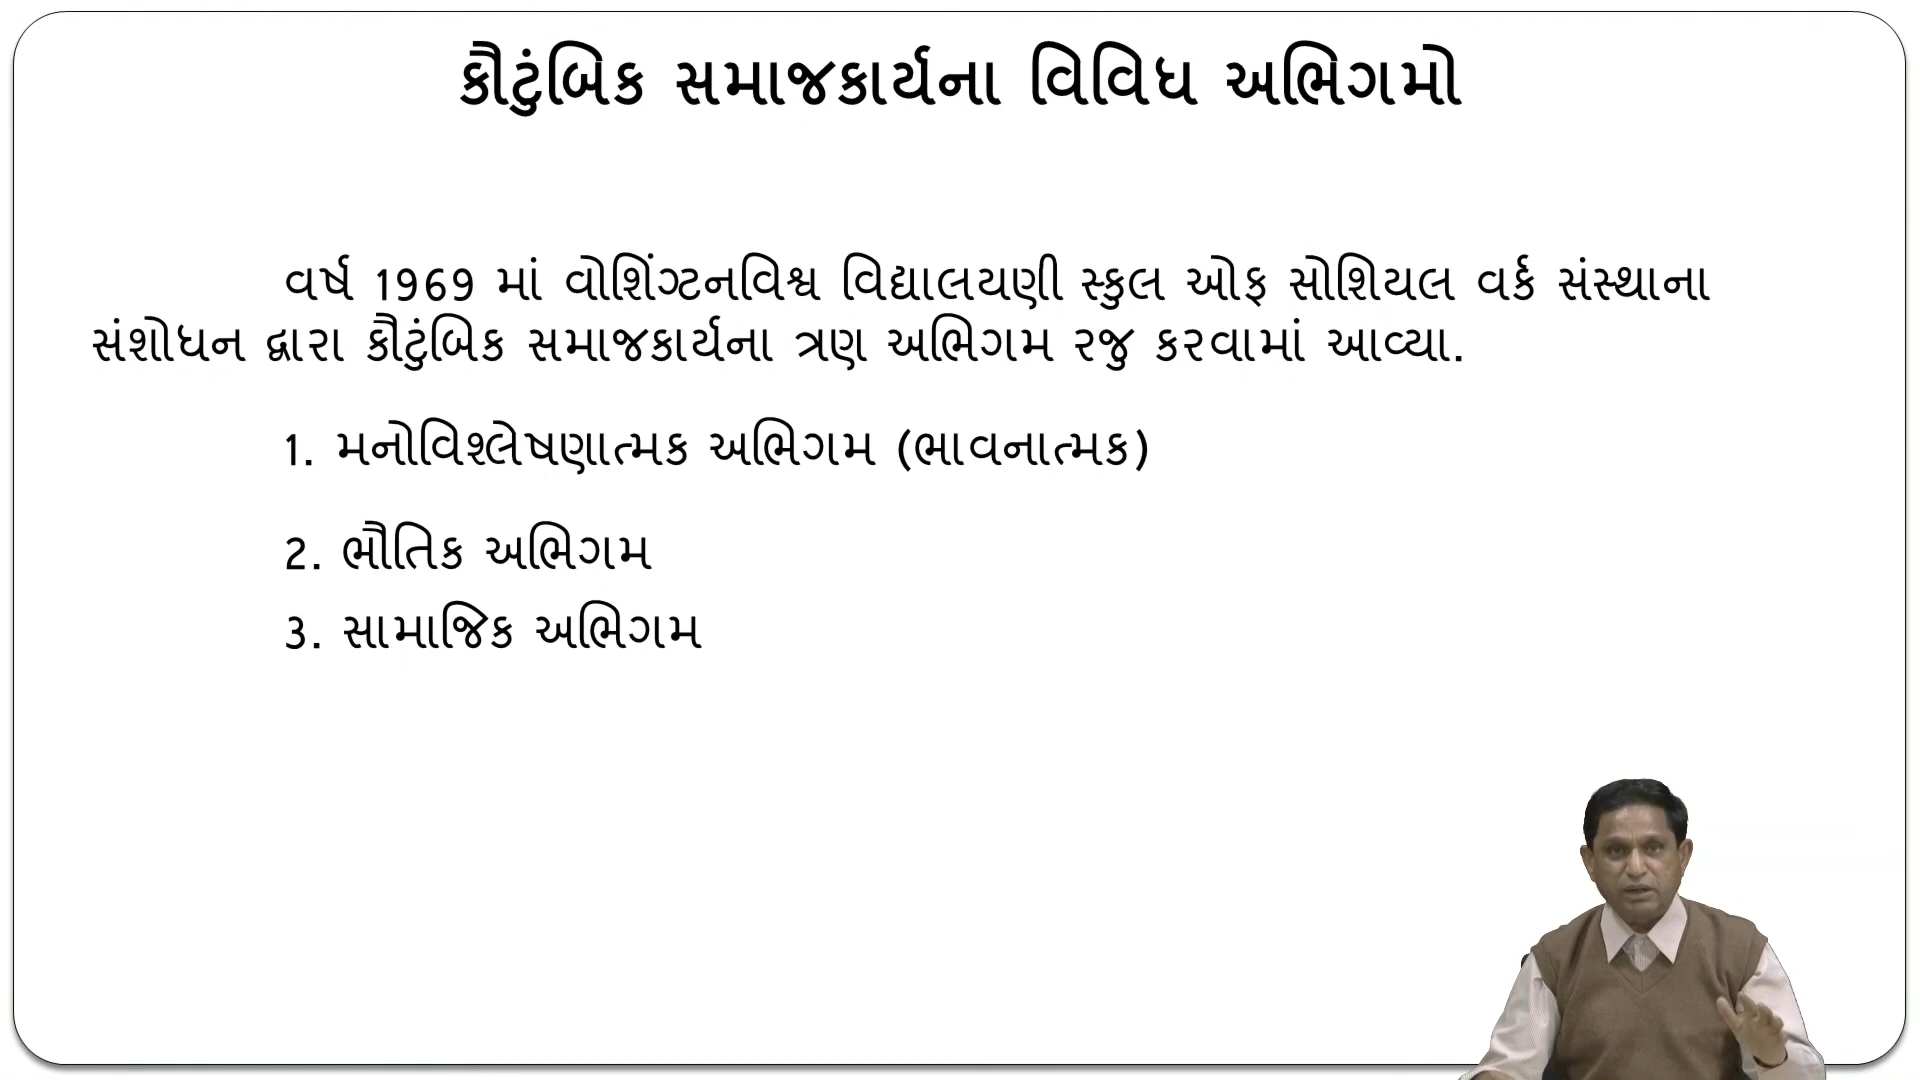 કૌટુંબિક સમાજકાર્યના વિવિધ અભિગમો
વર્ષ 1969 માં વોશિંગ્ટનવિશ્વ વિદ્યાલયણી સ્કુલ ઓફ સોશિયલ વર્ક સંસ્થાના
સંશોધન દ્વારા કૌટુંબિક સમાજકાર્યના ત્રણ અભિગમ રજુ કરવામાં આવ્યા.
1. મનોવિશ્લેષણાત્મક અભિગમ (ભાવનાત્મક)
2. ભૌતિક અભિગમ
3. સામાજિક અભિગમ